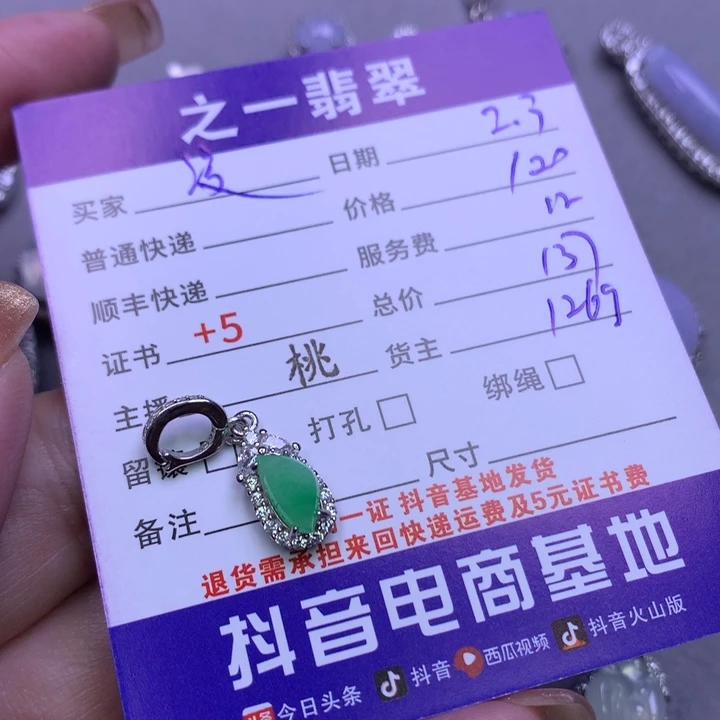 之一翡翠
买家 日期 2.3
普通快递 价格 120
顺丰快递 服务费 12
证书 +5 总价 137
主播 桃 货主 1269
打孔 绑绳
备注 尺寸
一证 抖音基地发货
退货需承担来回快递运费及5元证书费
抖音电商基地
今日头条 抖音 西瓜视频 抖音火山版